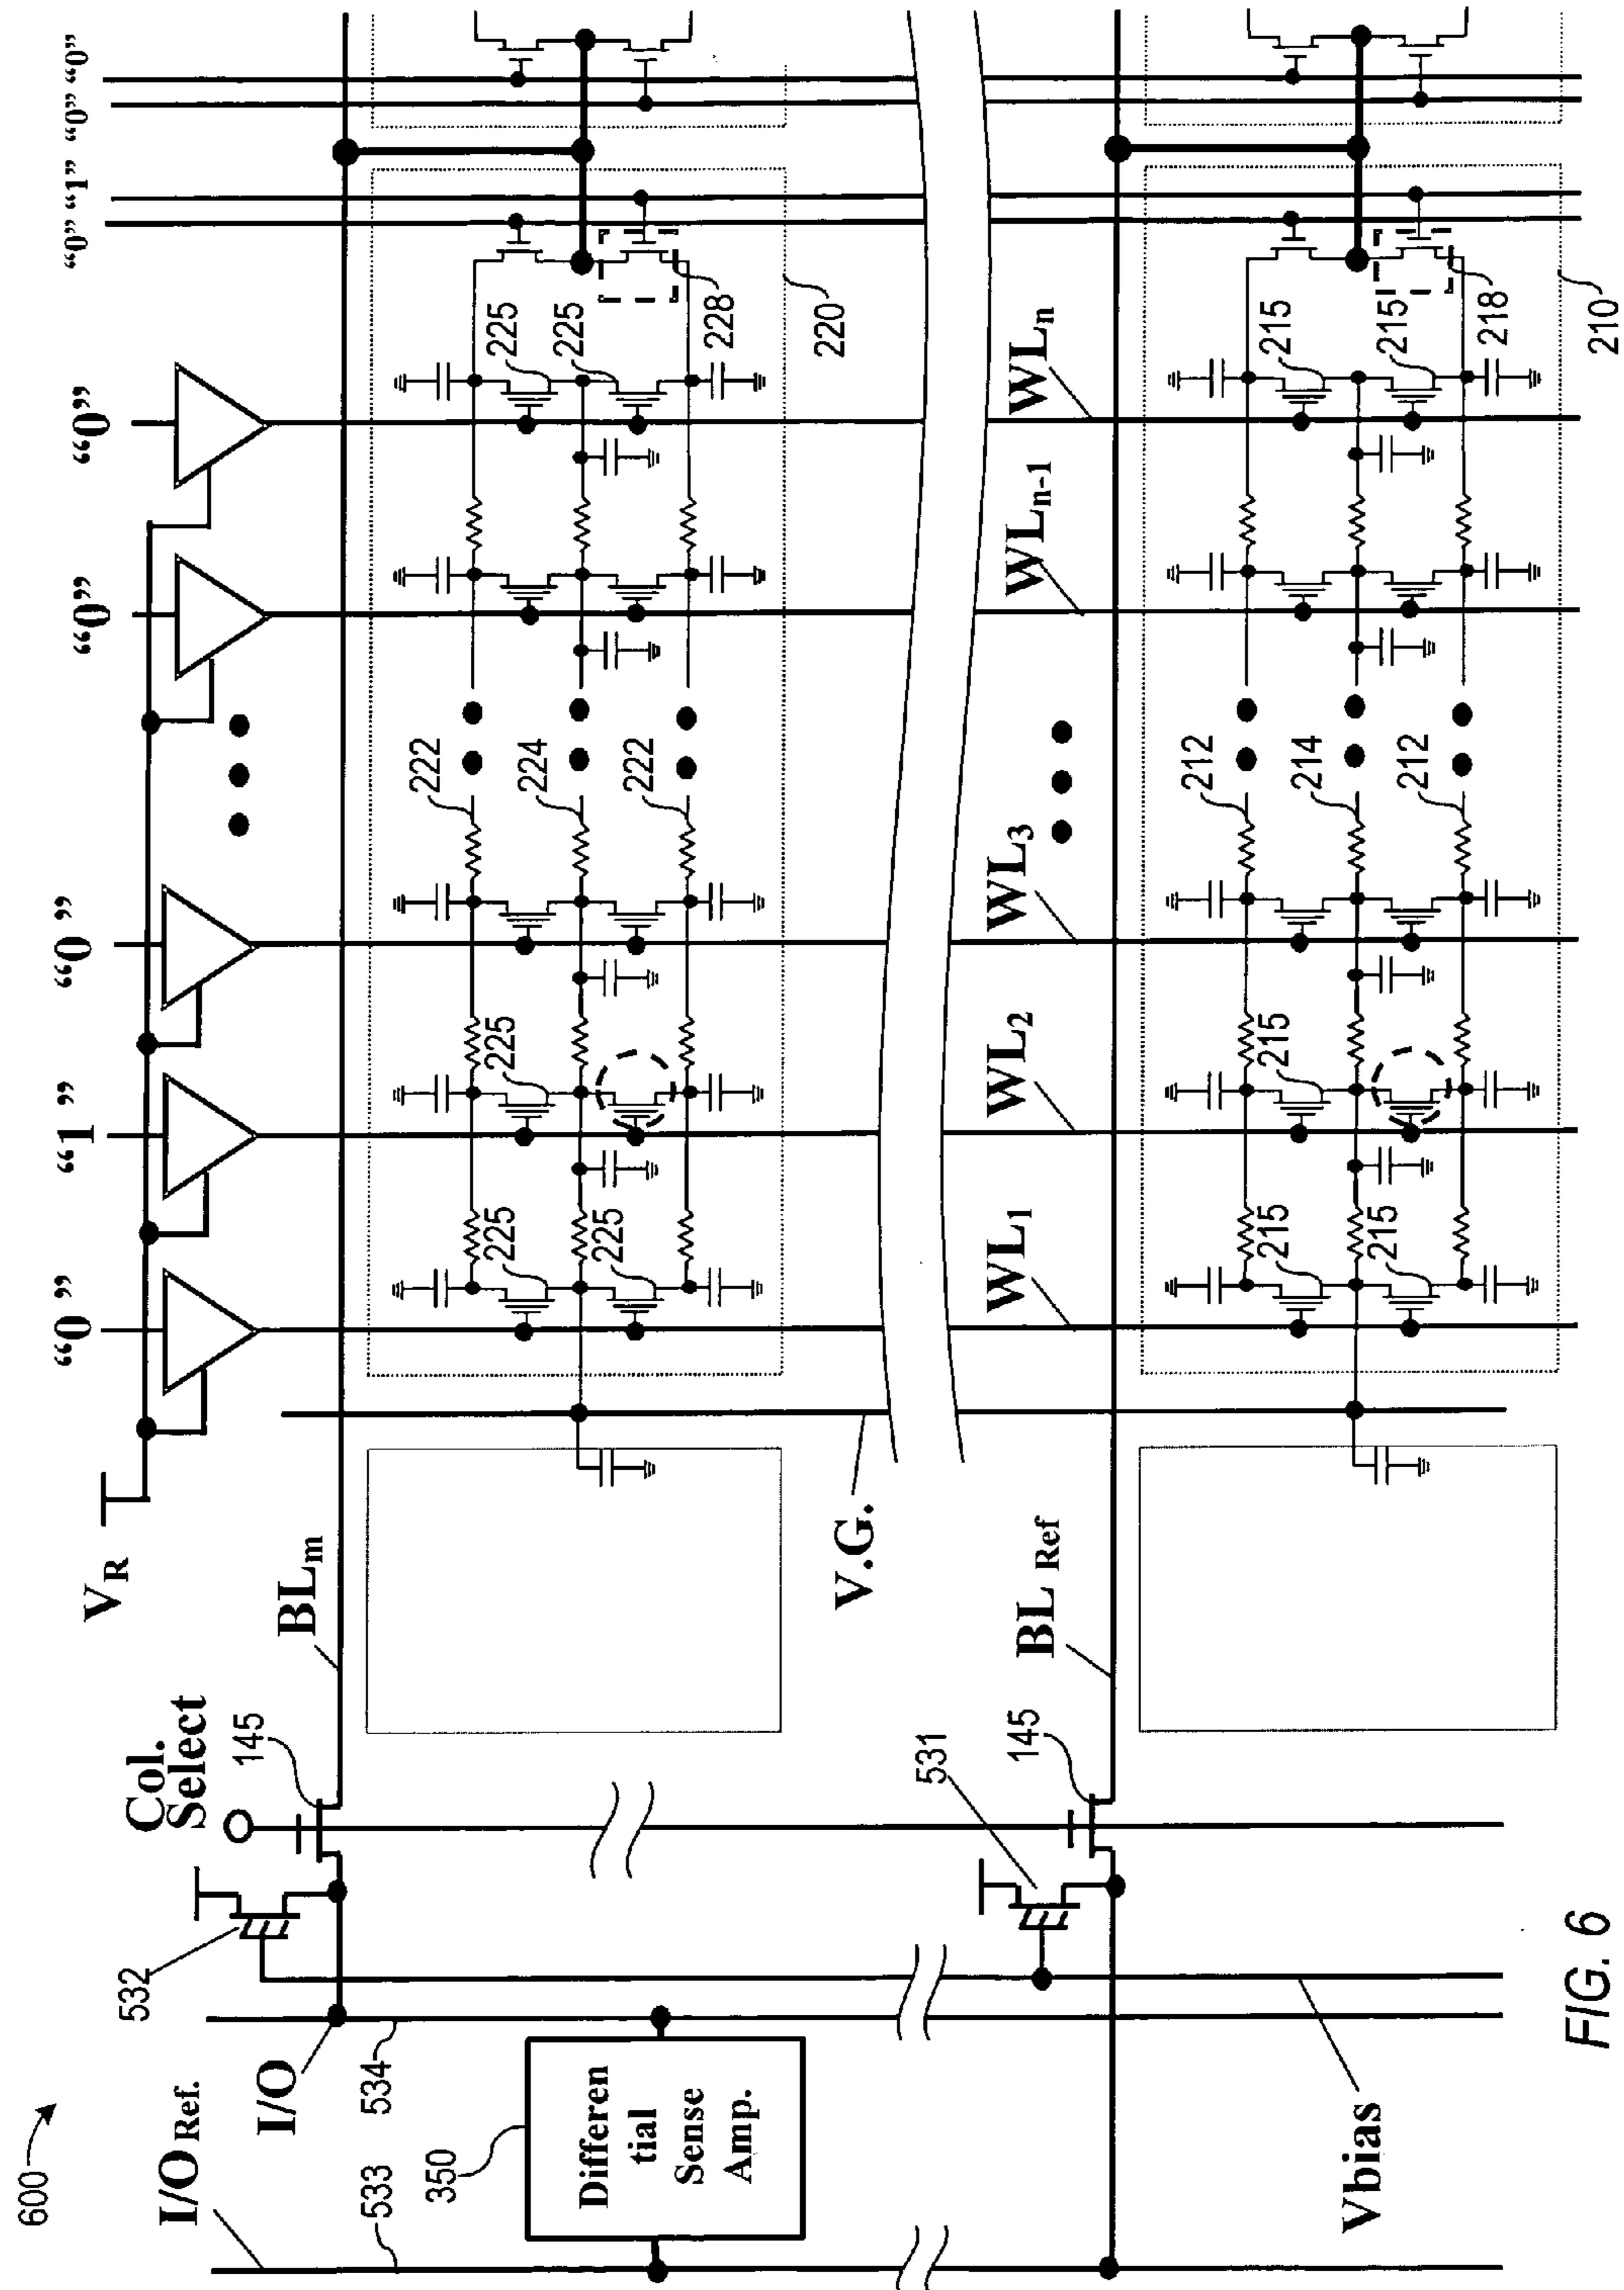 600
I/O Ref.
533
I/O
534
350
Differen
tial
Sense
Amp.
Vbias
532
531
Col.
Select
145
145
VR
BLm
BL Ref
V.G.
“0”
“1”
“0”
“0”
“0”
“0” “1” “0” “0”
WL1
WL2
WL3
WLn-1
WLn
225
225
225
225
225
222
224
222
228
220
215
215
215
215
215
212
214
212
218
210
FIG. 6